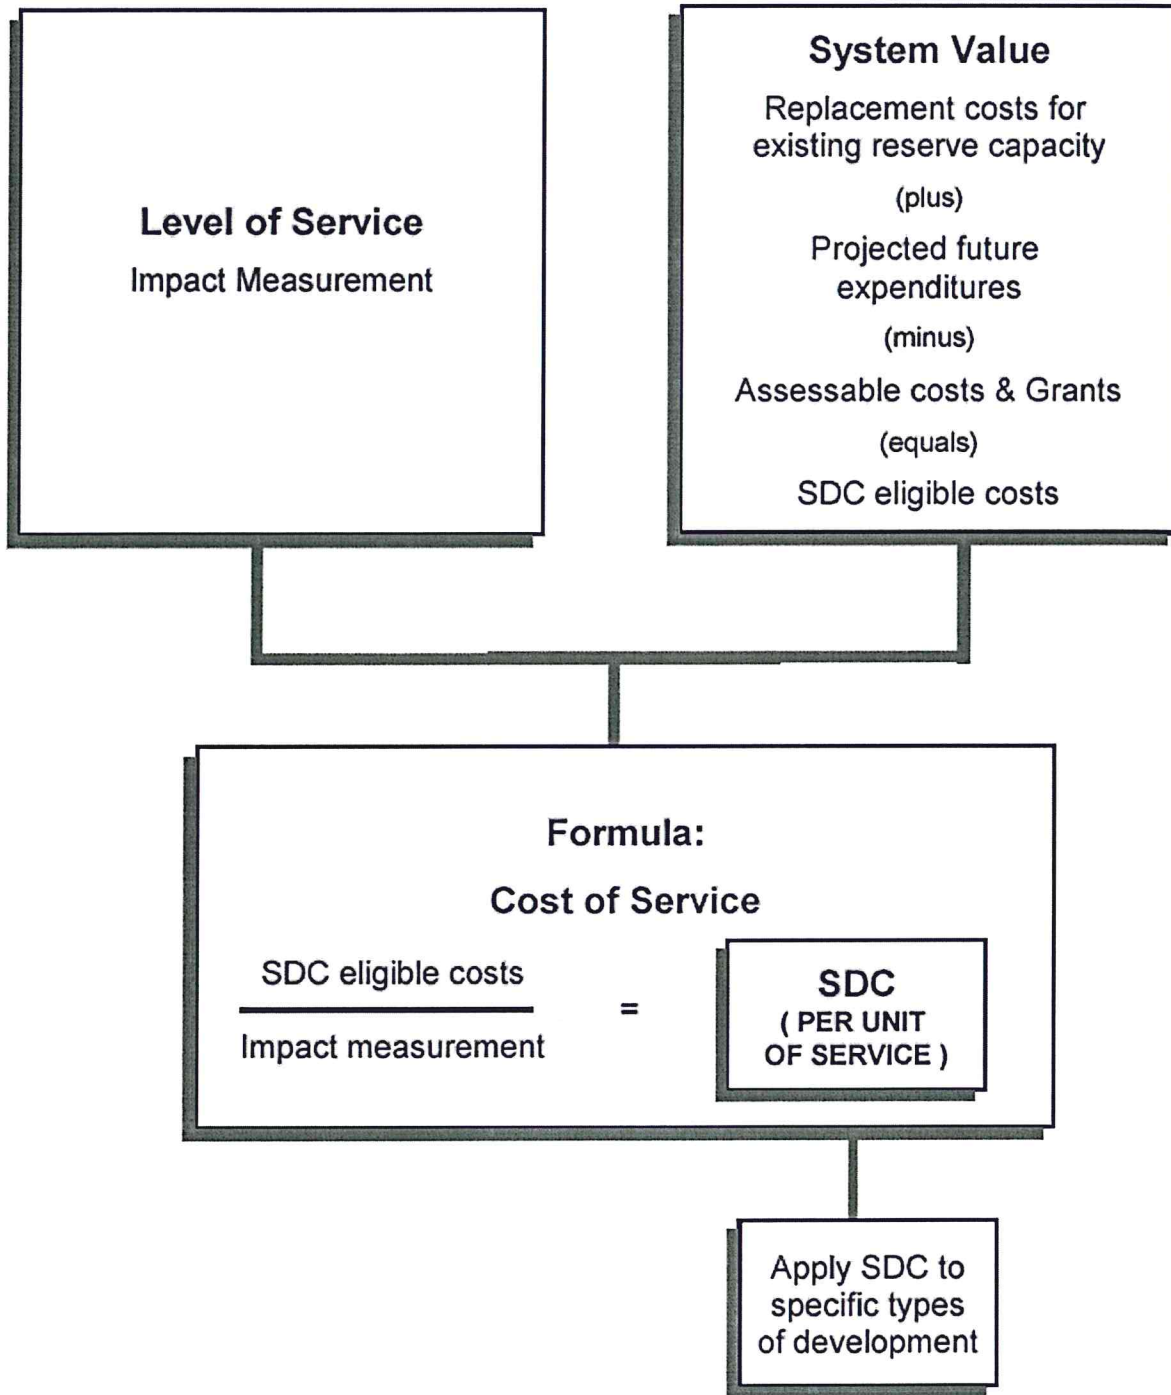 Level of Service
Impact Measurement
System Value
Replacement costs for
existing reserve capacity
(plus)
Projected future
expenditures
(minus)
Assessable costs & Grants
(equals)
SDC eligible costs
Formula:
Cost of Service
SDC eligible costs
Impact measurement
=
SDC
( PER UNIT
OF SERVICE )
Apply SDC to
specific types
of development